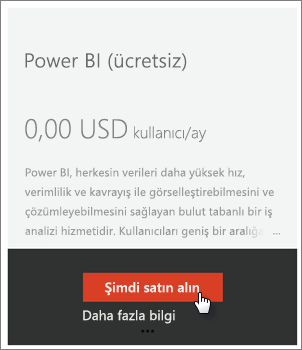 Power BI (ücretsiz)
0,00 USD kullanıcı/ay
Power BI, herkesin verileri daha yüksek hız,
verimlilik ve kavrayış ile görselleştirebilmesini ve
çözümleyebilmesini sağlayan bulut tabanlı bir iş
analizi hizmetidir. Kullanıcıları geniş bir aralığa ...
Şimdi satın alın
Daha fazla bilgi
•••